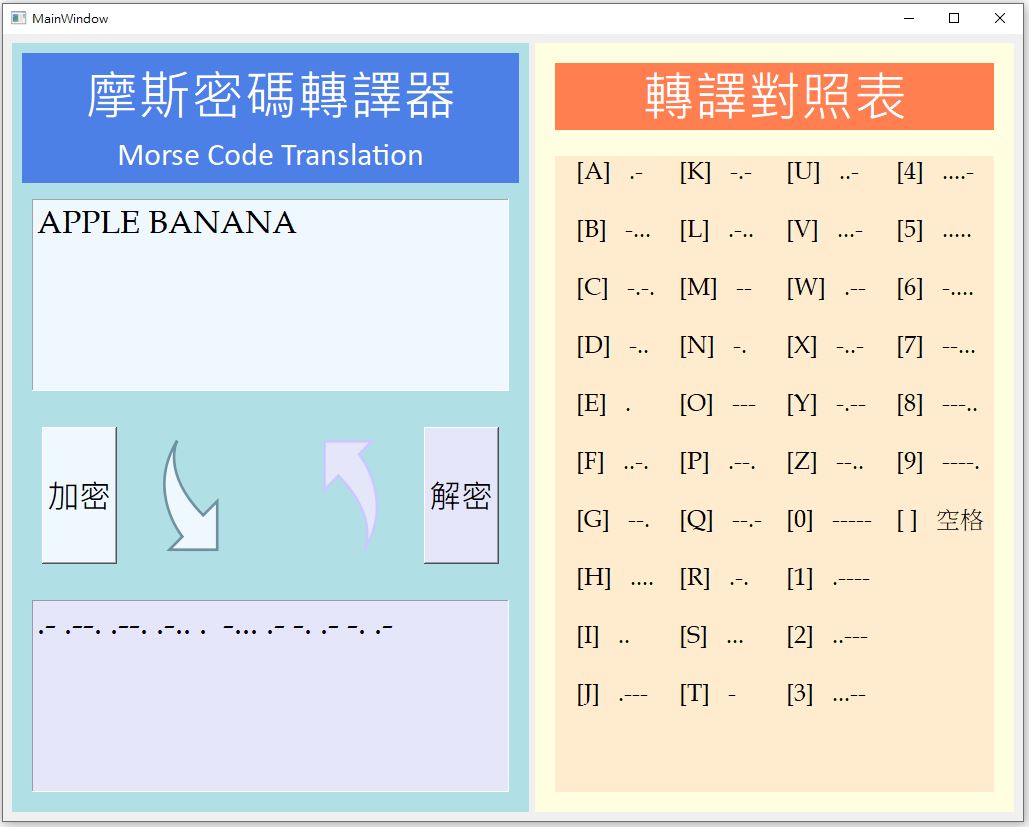 MainWindow
摩斯密碼轉譯器
Morse Code Translation
APPLE BANANA
加密
解密
.- .--. .--. .-.. .  -... .- -. .- -. .-
轉譯對照表
[A] .- [K] -.- [U] ..- [4] ....-
[B] -... [L] .-.. [V] ...- [5] .....
[C] -.-. [M] -- [W] .-- [6] -....
[D] -.. [N] -. [X] -..- [7] --...
[E] . [O] --- [Y] -.-- [8] ---..
[F] ..-. [P] .--. [Z] --.. [9] ----.
[G] --. [Q] --.- [0] ----- [ ] 空格
[H] .... [R] .-. [1] .----
[I] .. [S] ... [2] ..---
[J] .--- [T] - [3] ...--